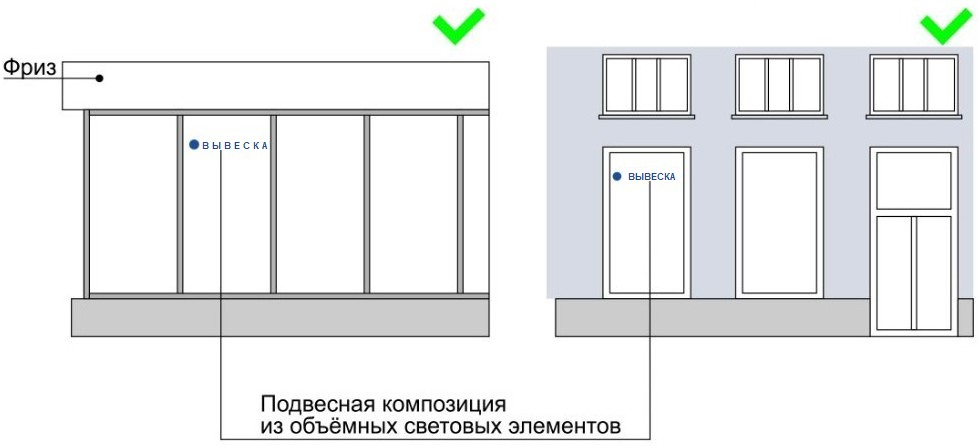 Фриз
ВЫВЕСКА
ВЫВЕСКА
Подвесная композиция
из объёмных световых элементов